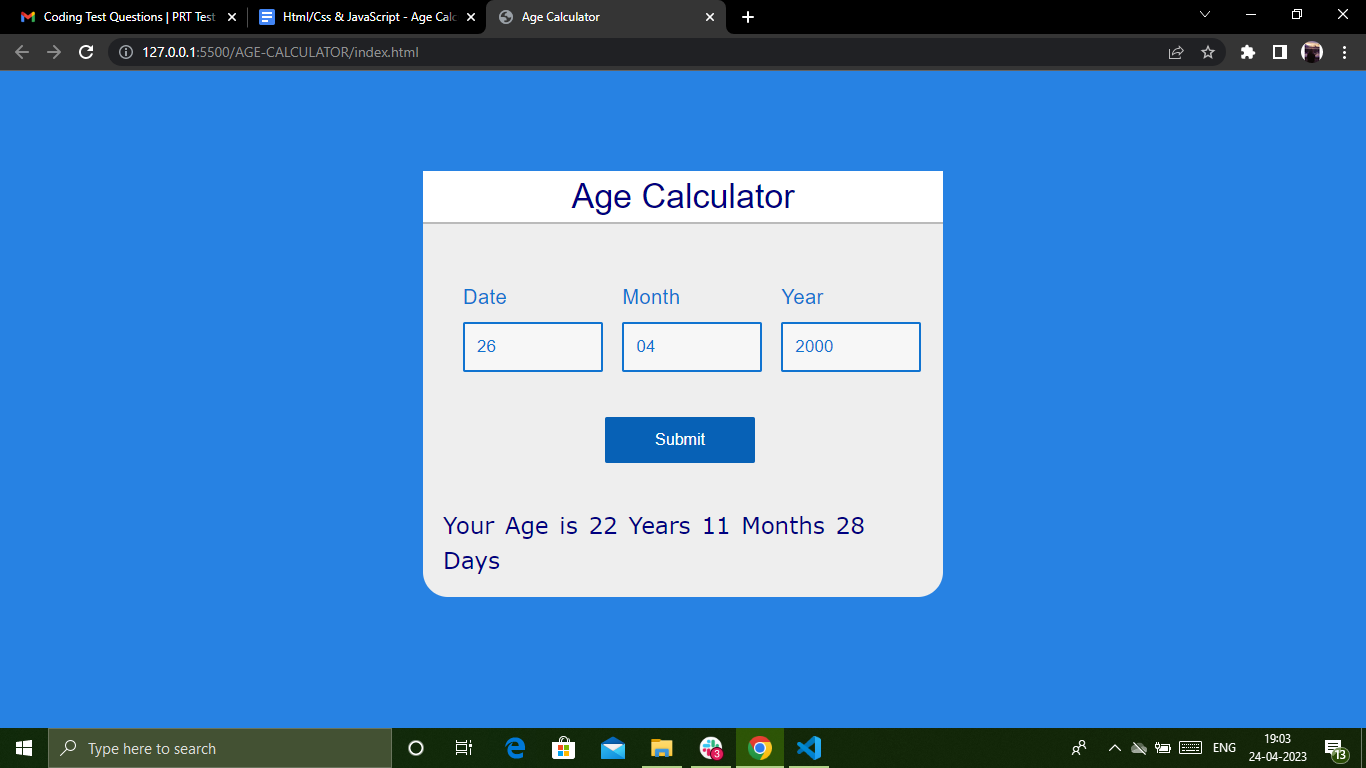 Coding Test Questions | PRT Test
Html/Css & JavaScript - Age Calc
Age Calculator
127.0.0.1:5500/AGE-CALCULATOR/index.html
Age Calculator
Date Month Year
26 04 2000
Submit
Your Age is 22 Years 11 Months 28
Days
Type here to search
3
ENG
19:03
24-04-2023
13